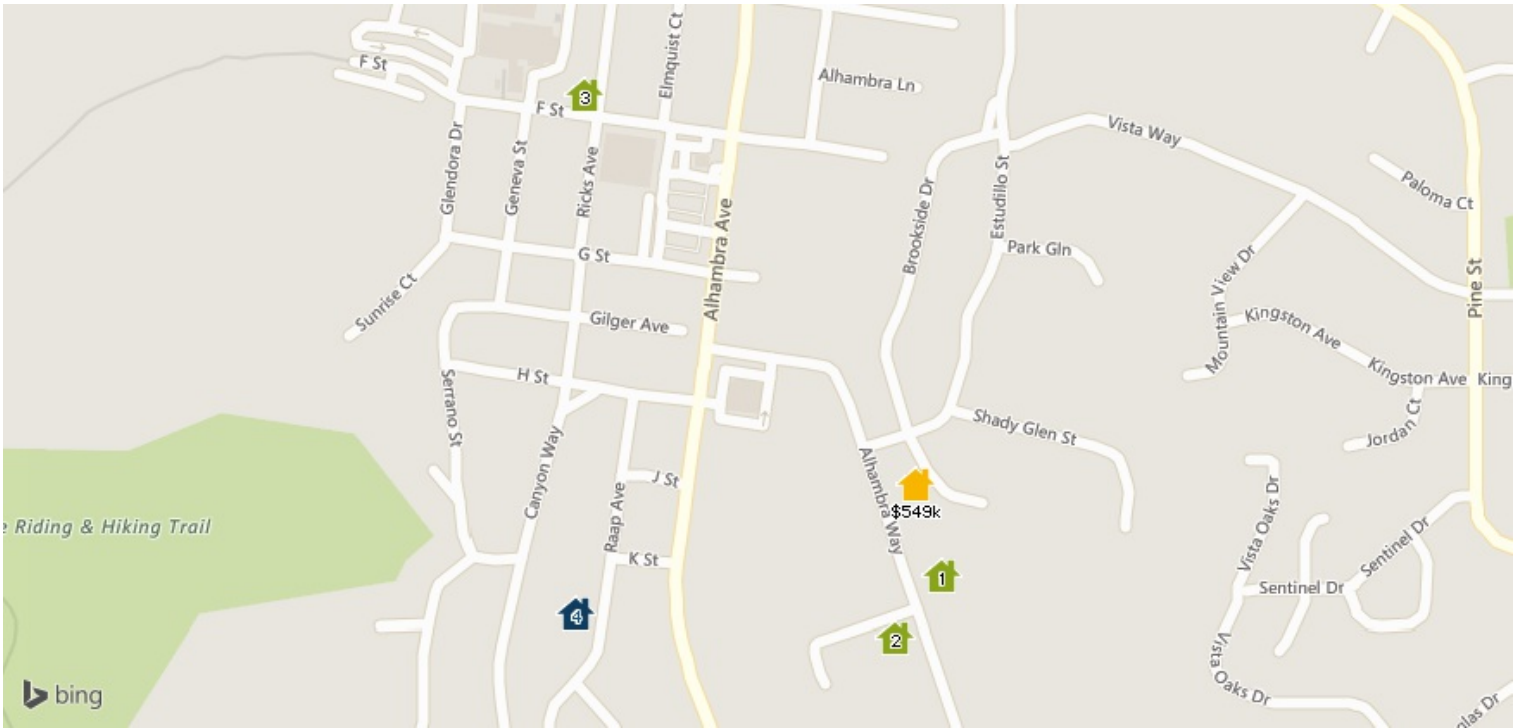 Elmquist Ct
F St
Alhambra Ln
3
F St
Vista Way
Glendora Dr
Geneva St
Ricks Ave
Paloma Ct
Brookside Dr
Estudillo St
Alhambra Ave
G St
Park Gln
Mountain View Dr
Pine St
Sunrise Ct
Gilger Ave
Kingston Ave
H St
Kingston Ave
King
Serrano St
Shady Glen St
Jordan Ct
Canyon Way
J St
Alhambra Way
$549k
Raap Ave
Riding & Hiking Trail
Vista Oaks Dr
Sentinel Dr
K St
1
Sentinel Dr
4
2
Vista Oaks Dr
bing
glas Dr